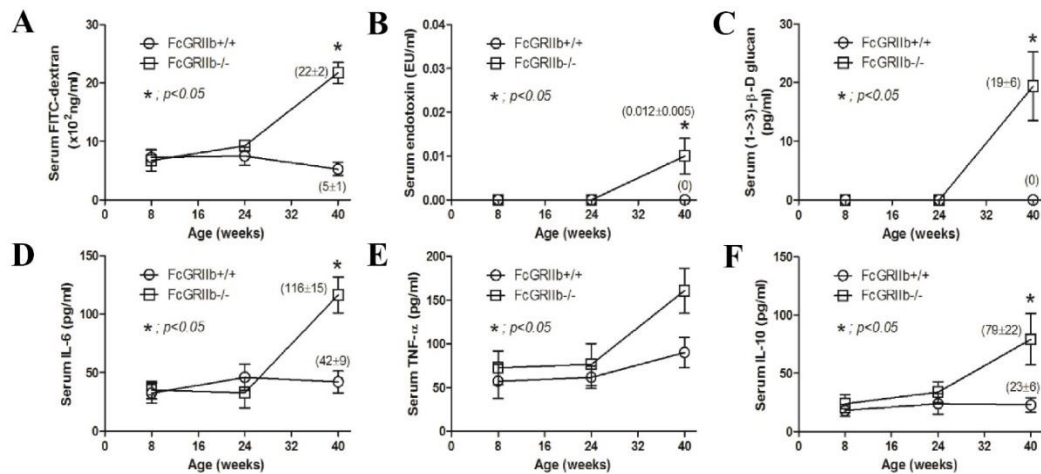 A
Serum FITC-dextran
(x10²ng/ml)
30
20
10
0
FcGRIIb+/+
FcGRIIb-/-
* ; p<0.05
(22±2)
*
(5±1)
0 8 16 24 32 40
Age (weeks)
B
Serum endotoxin (EU/ml)
0.04
0.03
0.02
0.01
0.00
FcGRIIb+/+
FcGRIIb-/-
* ; p<0.05
(0.012±0.005)
*
(0)
0 8 16 24 32 40
Age (weeks)
C
Serum (1->3)-β-D glucan
(pg/ml)
30
20
10
0
FcGRIIb+/+
FcGRIIb-/-
* ; p<0.05
*
(19±6)
(0)
0 8 16 24 32 40
Age (weeks)
D
Serum IL-6 (pg/ml)
150
100
50
0
FcGRIIb+/+
FcGRIIb-/-
* ; p<0.05
*
(116±15)
(42±9)
0 8 16 24 32 40
Age (weeks)
E
Serum TNF-α (pg/ml)
200
150
100
50
0
FcGRIIb+/+
FcGRIIb-/-
* ; p<0.05
0 8 16 24 32 40
Age (weeks)
F
Serum IL-10 (pg/ml)
150
100
50
0
FcGRIIb+/+
FcGRIIb-/-
* ; p<0.05
*
(79±22)
(23±6)
0 8 16 24 32 40
Age (weeks)